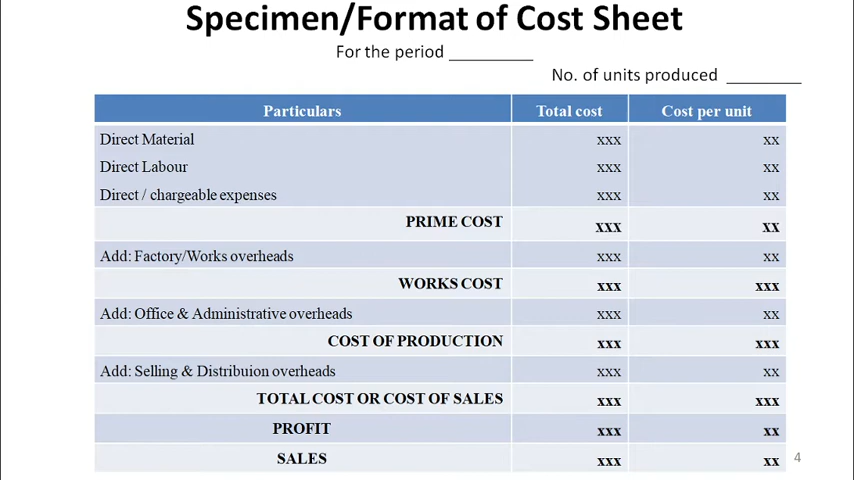 Specimen/Format of Cost Sheet
For the period _________
No. of units produced ________
Particulars Total cost Cost per unit
Direct Material xxx xx
Direct Labour xxx xx
Direct / chargeable expenses xxx xx
PRIME COST xxx xx
Add: Factory/Works overheads xxx xx
WORKS COST xxx xxx
Add: Office & Administrative overheads xxx xx
COST OF PRODUCTION xxx xxx
Add: Selling & Distribuion overheads xxx xx
TOTAL COST OR COST OF SALES xxx xxx
PROFIT xxx xx
SALES xxx xx
4